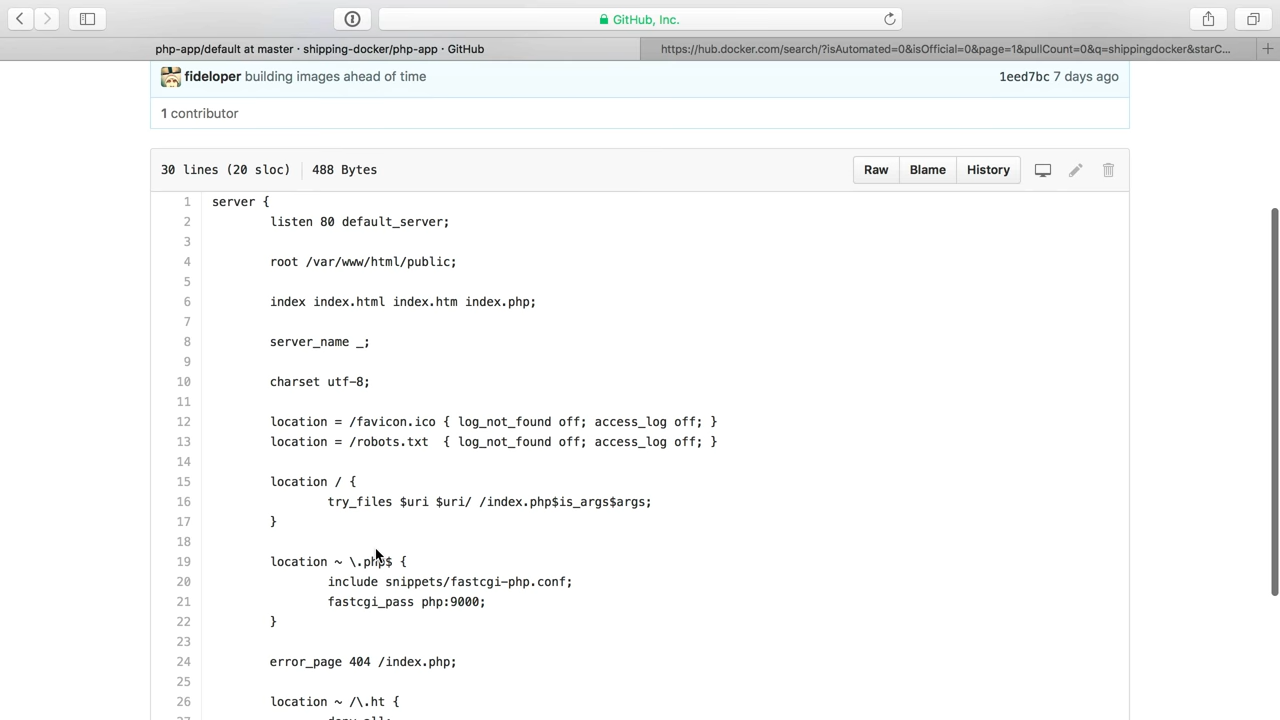 GitHub, Inc.
php-app/default at master · shipping-docker/php-app · GitHub
https://hub.docker.com/search/?isAutomated=0&isOfficial=0&page=1&pullCount=0&q=shippingdocker&starC...
fideloper building images ahead of time
1eed7bc 7 days ago
1 contributor
30 lines (20 sloc) 488 Bytes
Raw Blame History
1 server {
2 listen 80 default_server;
3
4 root /var/www/html/public;
5
6 index index.html index.htm index.php;
7
8 server_name _;
9
10 charset utf-8;
11
12 location = /favicon.ico { log_not_found off; access_log off; }
13 location = /robots.txt  { log_not_found off; access_log off; }
14
15 location / {
16 try_files $uri $uri/ /index.php$is_args$args;
17 }
18
19 location ~ \.php$ {
20 include snippets/fastcgi-php.conf;
21 fastcgi_pass php:9000;
22 }
23
24 error_page 404 /index.php;
25
26 location ~ /\.ht {
27 deny all;